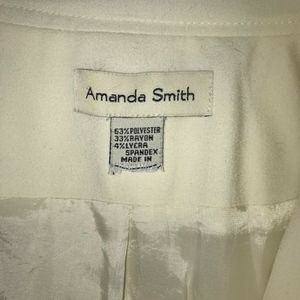 Amanda Smith
63% POLYESTER
33% RAYON
4% LYCRA
SPANDEX
MADE IN